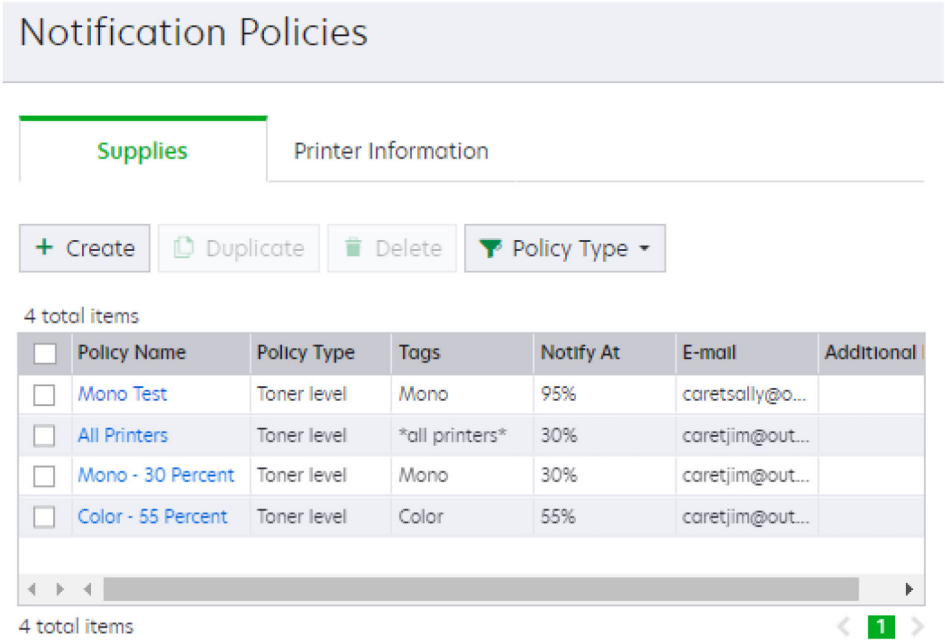 Notification Policies
Supplies Printer Information
+ Create Duplicate Delete Policy Type
4 total items
Policy Name Policy Type Tags Notify At E-mail Additional
Mono Test Toner level Mono 95% caretsally@o...
All Printers Toner level *all printers* 30% caretjim@out...
Mono - 30 Percent Toner level Mono 30% caretjim@out...
Color - 55 Percent Toner level Color 55% caretjim@out...
4 total items < 1 >